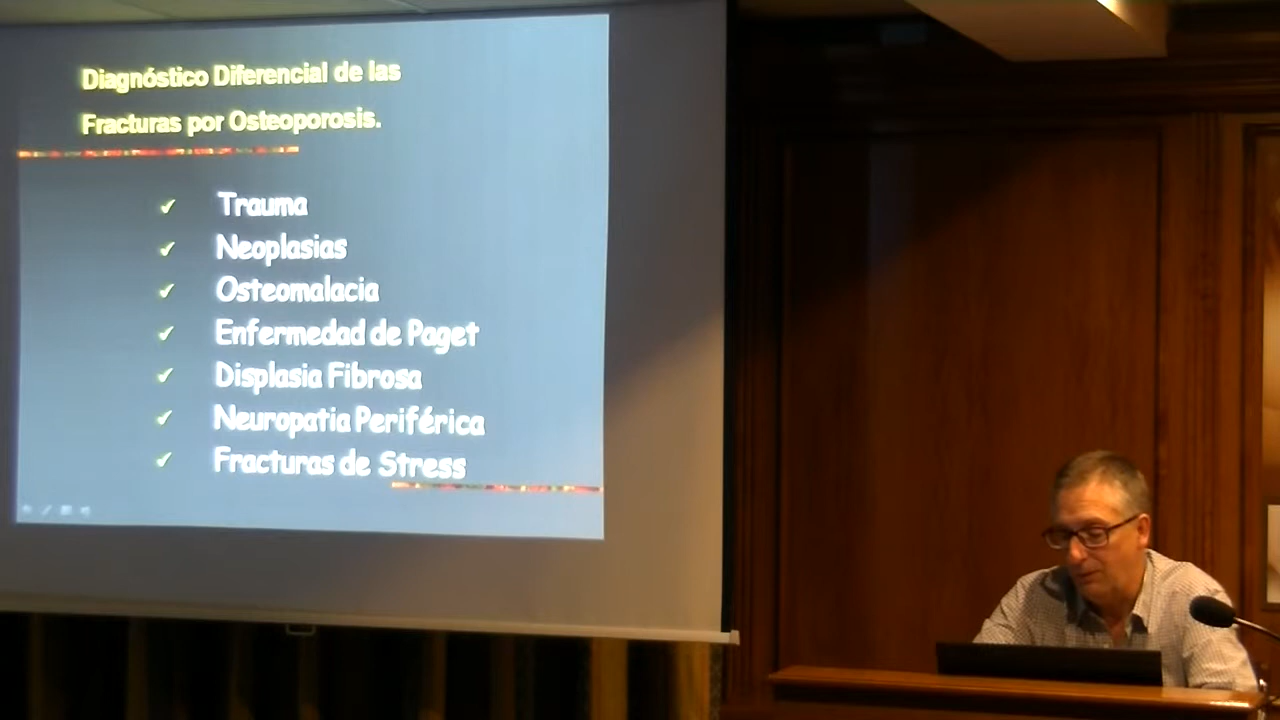 Diagnóstico Diferencial de las
Fracturas por Osteoporosis.
Trauma
Neoplasias
Osteomalacia
Enfermedad de Paget
Displasia Fibrosa
Neuropatia Periférica
Fracturas de Stress